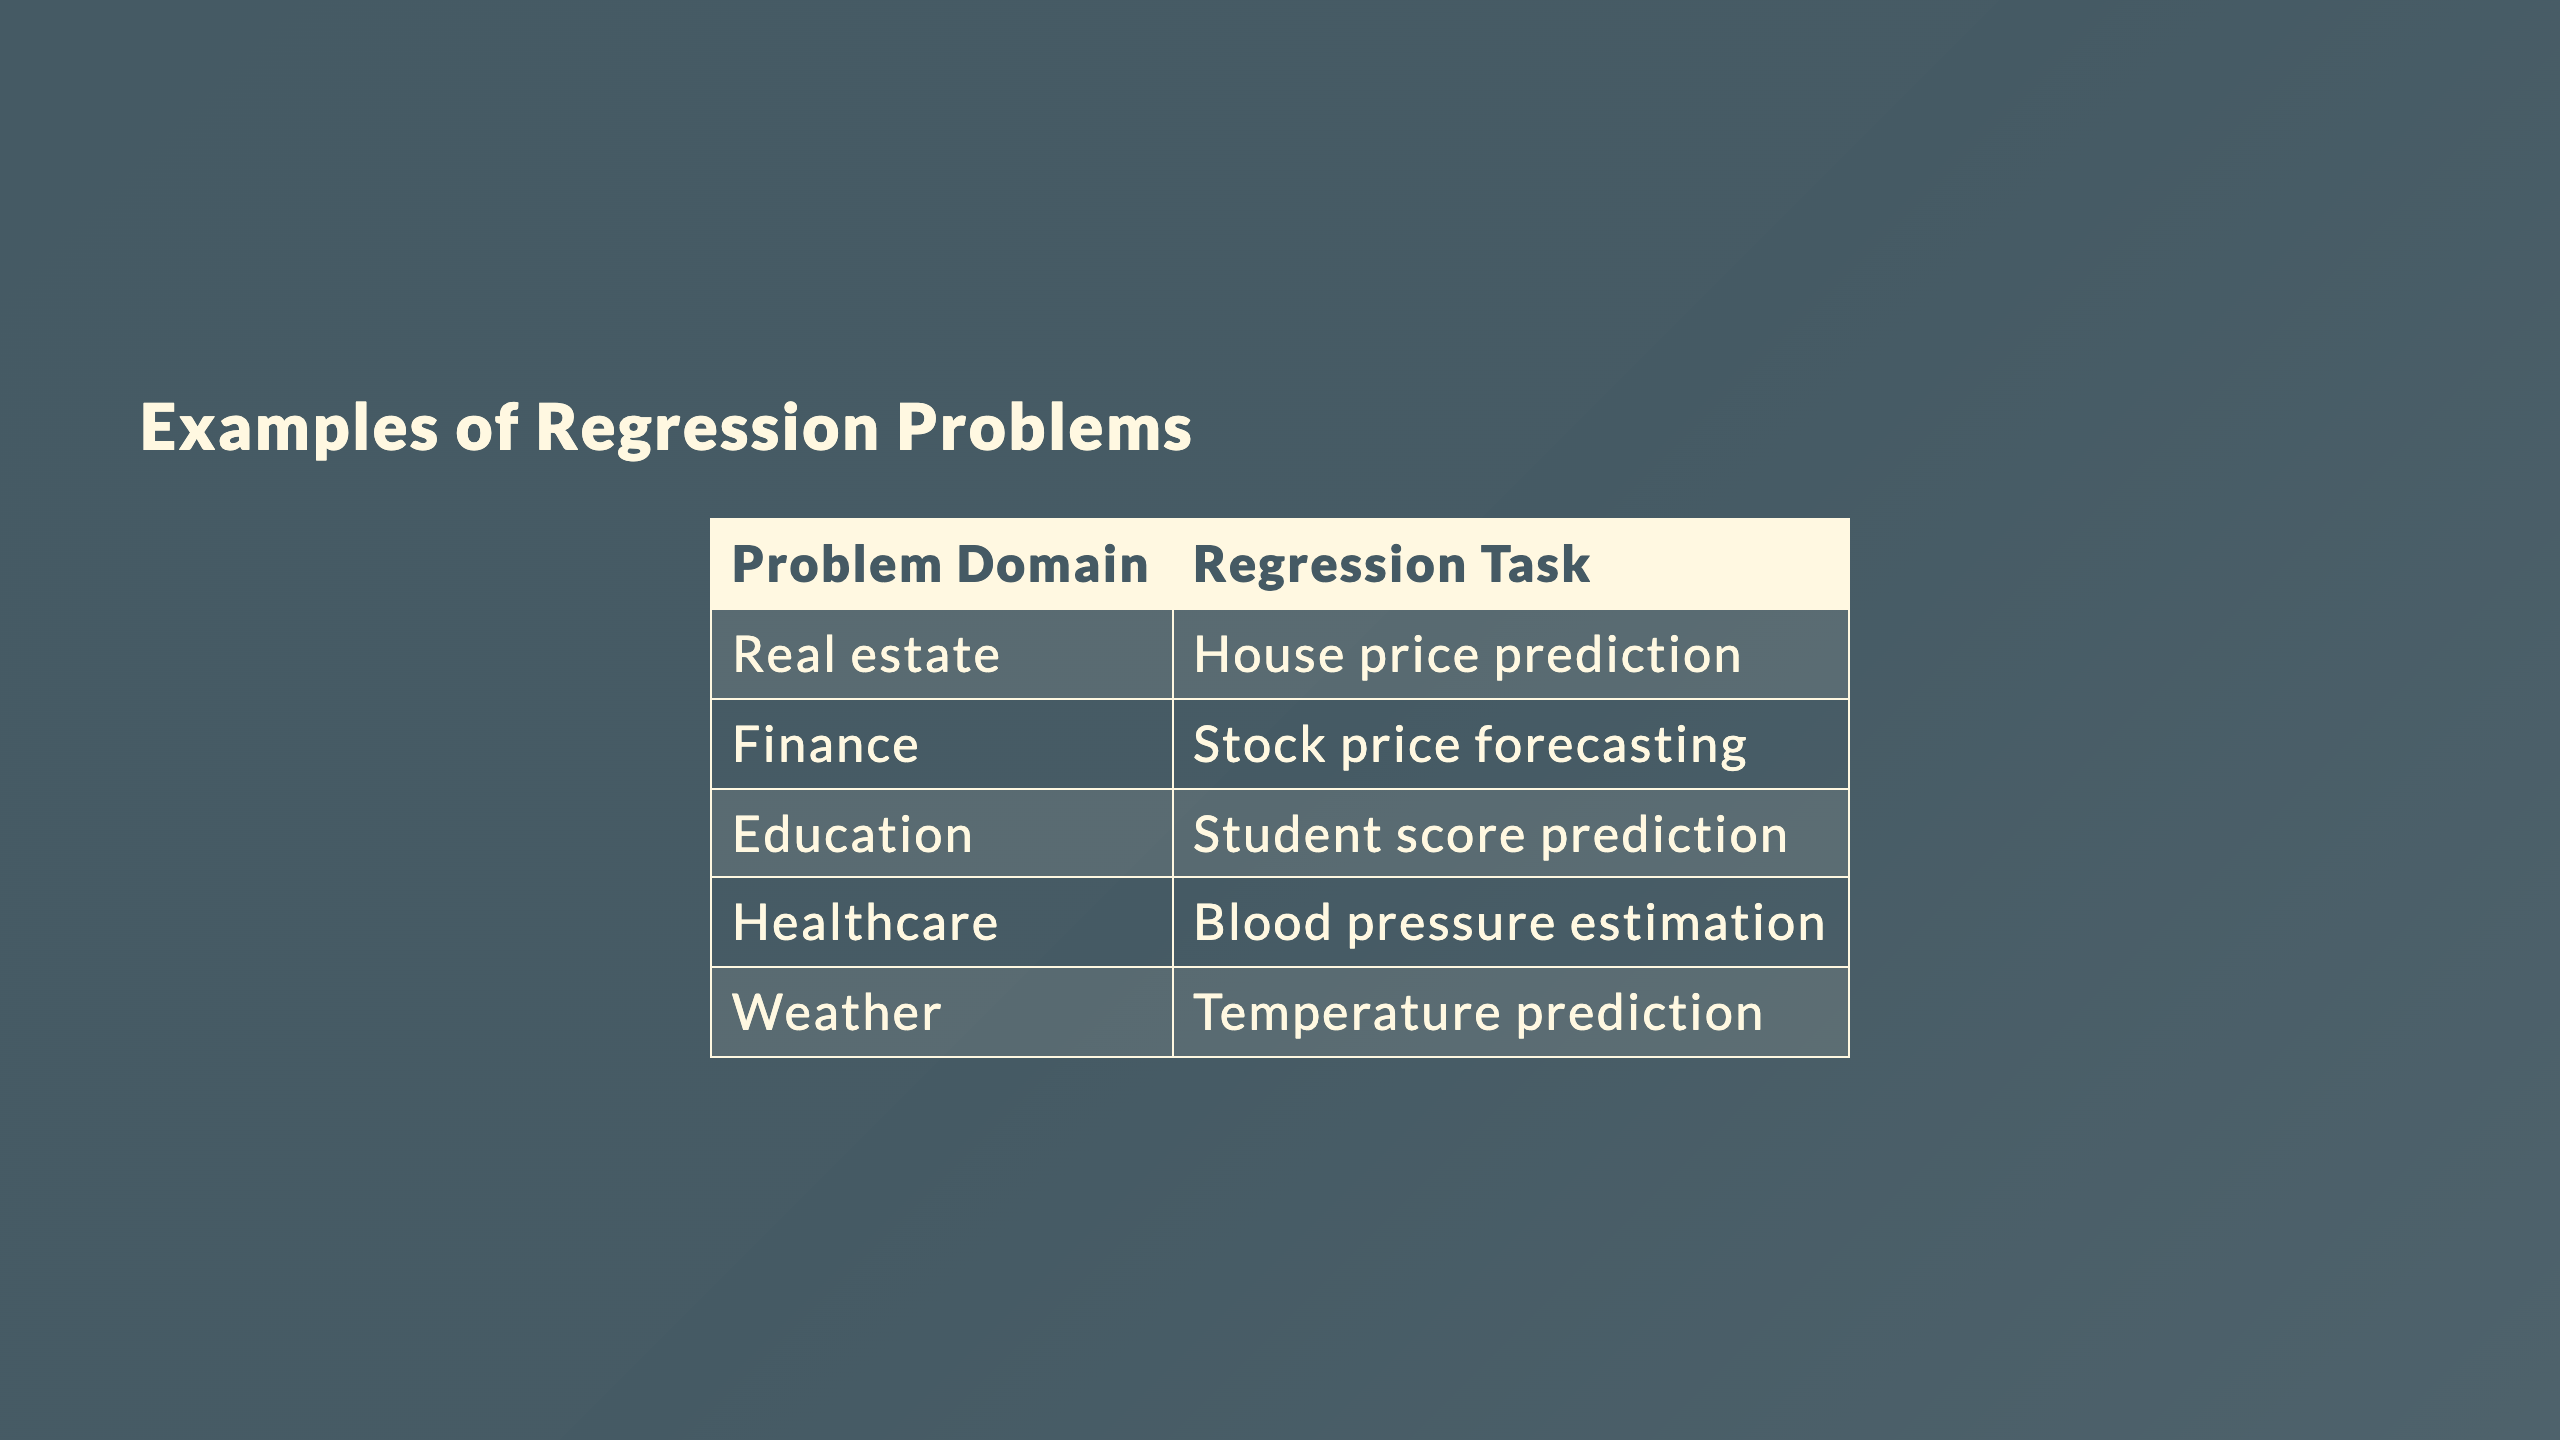 Examples of Regression Problems
Problem Domain Regression Task
Real estate House price prediction
Finance Stock price forecasting
Education Student score prediction
Healthcare Blood pressure estimation
Weather Temperature prediction